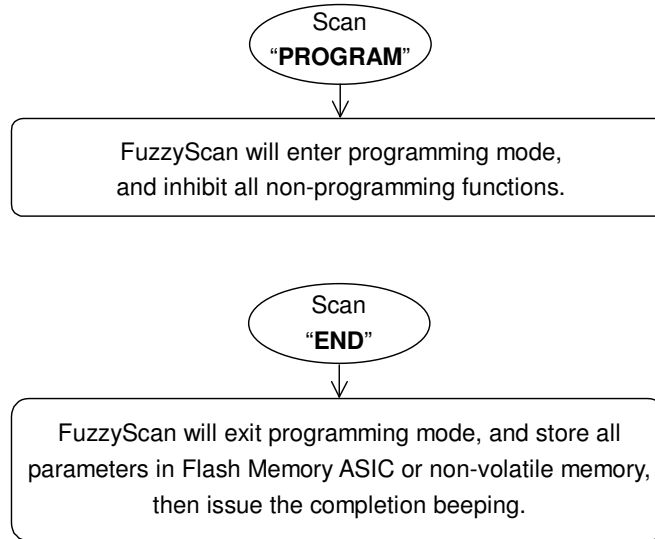 Scan
“PROGRAM”
FuzzyScan will enter programming mode,
and inhibit all non-programming functions.
Scan
“END”
FuzzyScan will exit programming mode, and store all
parameters in Flash Memory ASIC or non-volatile memory,
then issue the completion beeping.